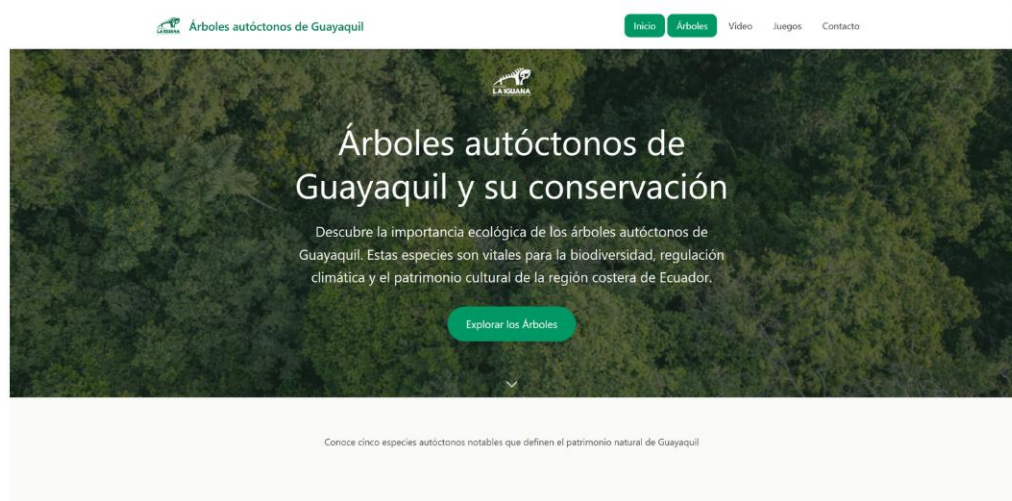 LA IGUANA
Árboles autóctonos de Guayaquil
Inicio
Árboles
Video
Juegos
Contacto
LA IGUANA
Árboles autóctonos de
Guayaquil y su conservación
Descubre la importancia ecológica de los árboles autóctonos de
Guayaquil. Estas especies son vitales para la biodiversidad, regulación
climática y el patrimonio cultural de la región costera de Ecuador.
Explorar los Árboles
Conoce cinco especies autóctonos notables que definen el patrimonio natural de Guayaquil